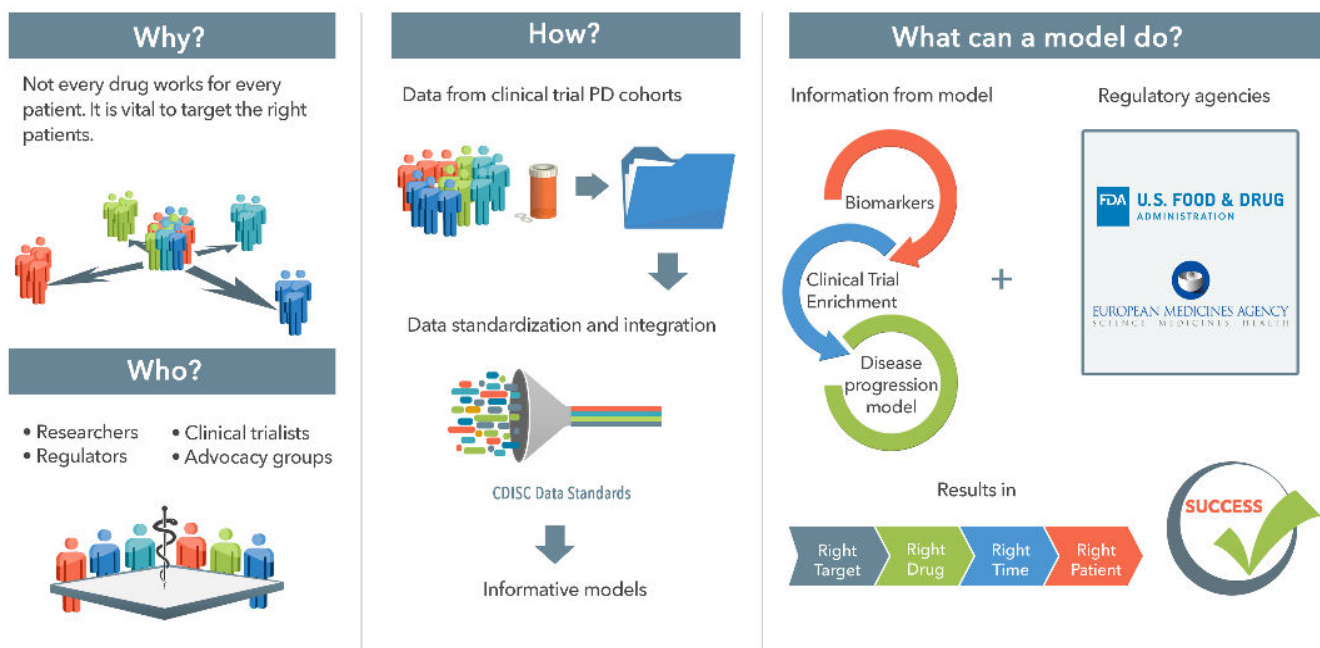 Why?
Not every drug works for every
patient. It is vital to target the right
patients.
Who?
• Researchers
• Regulators
• Clinical trialists
• Advocacy groups
How?
Data from clinical trial PD cohorts
Data standardization and integration
CDISC Data Standards
Informative models
What can a model do?
Information from model
Biomarkers
Clinical Trial
Enrichment
Disease
progression
model
+
Regulatory agencies
FDA U.S. FOOD & DRUG
ADMINISTRATION
EUROPEAN MEDICINES AGENCY
SCIENCE MEDICINES HEALTH
Results in
Right
Target
Right
Drug
Right
Time
Right
Patient
SUCCESS